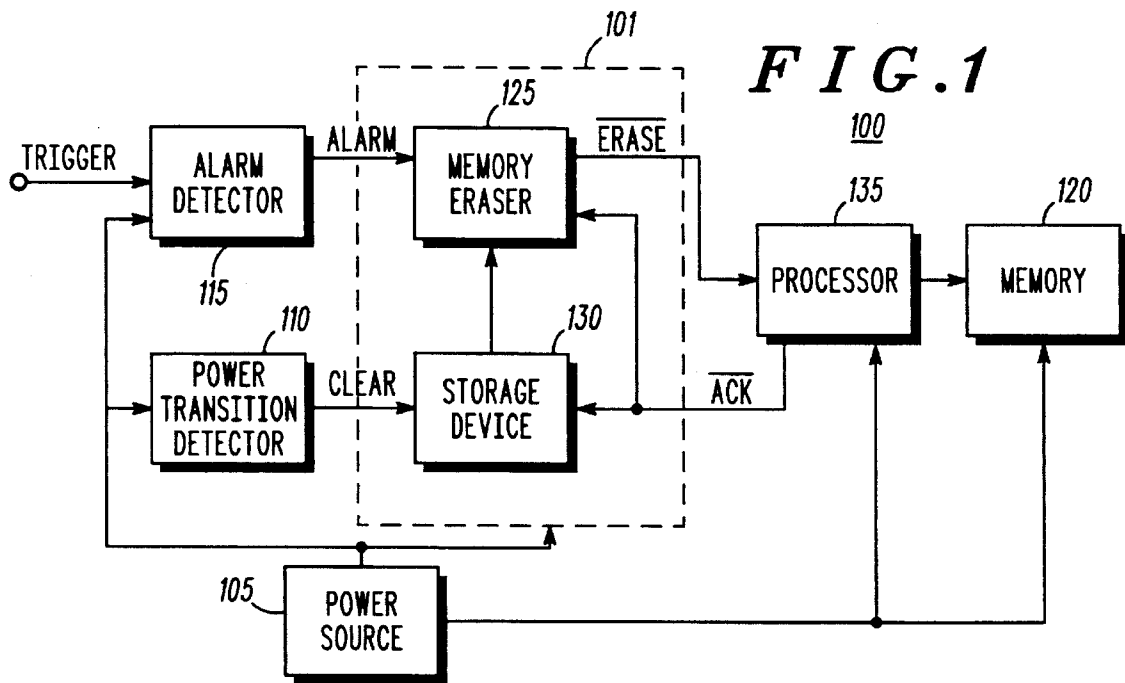 101
FIG.1
100
TRIGGER
ALARM
DETECTOR
115
ALARM
125
MEMORY
ERASER
ERASE
135
PROCESSOR
120
MEMORY
110
POWER
TRANSITION
DETECTOR
CLEAR
130
STORAGE
DEVICE
ACK
105
POWER
SOURCE